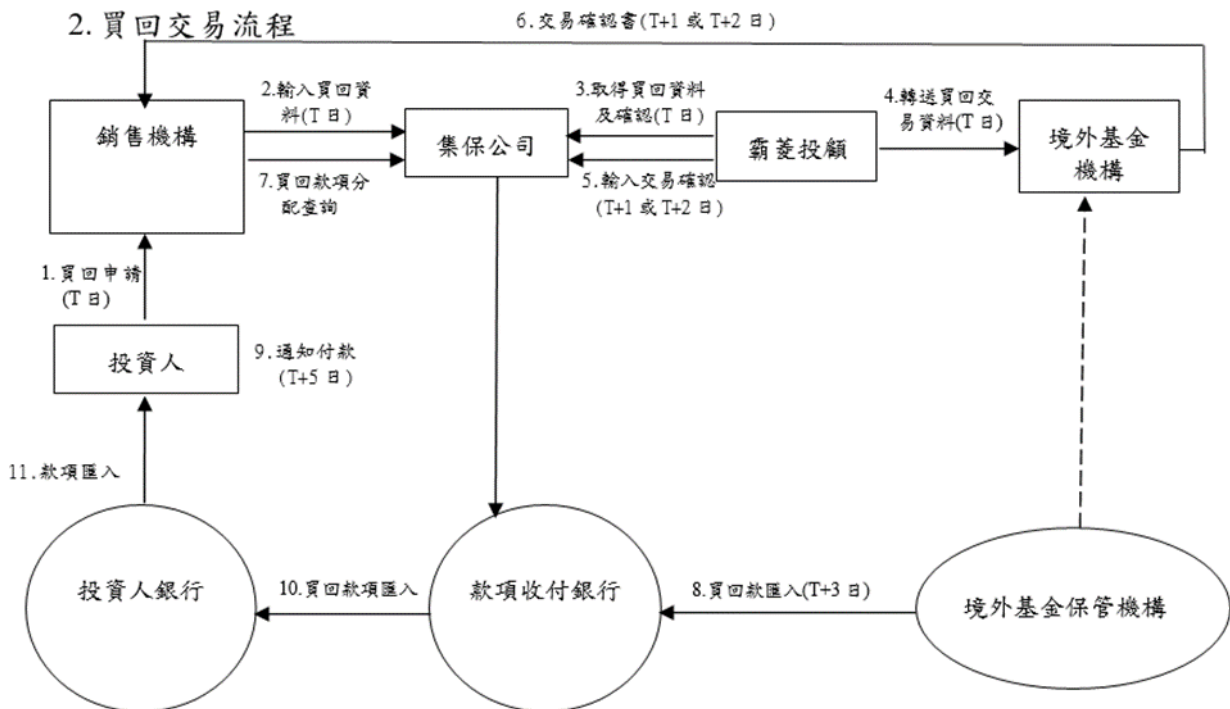 2.買回交易流程
6.交易確認書(T+1 或 T+2 日)
2.輸入買回資
料(T 日)
3.取得買回資料
及確認(T 日)
4.轉送買回交
易資料(T 日)
銷售機構
集保公司
霸菱投顧
境外基金
機構
7.買回款項分
配查詢
5.輸入交易確認
(T+1 或 T+2 日)
1.買回申請
(T 日)
投資人
9.通知付款
(T+5 日)
11.款項匯入
投資人銀行
10.買回款項匯入
款項收付銀行
8.買回款匯入(T+3 日)
境外基金保管機構